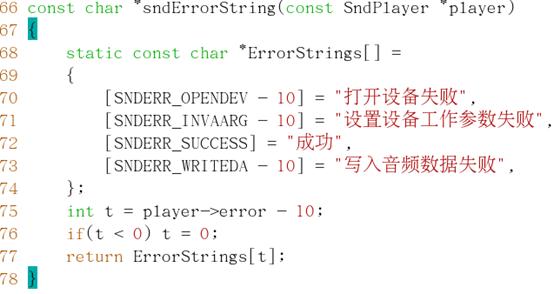 66 const char *sndErrorString(const SndPlayer *player)
67 {
68     static const char *ErrorStrings[] =
69     {
70         [SNDERR_OPENDEV - 10] = "打开设备失败",
71         [SNDERR_INVAARG - 10] = "设置设备工作参数失败",
72         [SNDERR_SUCCESS] = "成功",
73         [SNDERR_WRITEDA - 10] = "写入音频数据失败",
74     };
75     int t = player->error - 10;
76     if(t < 0) t = 0;
77     return ErrorStrings[t];
78 }